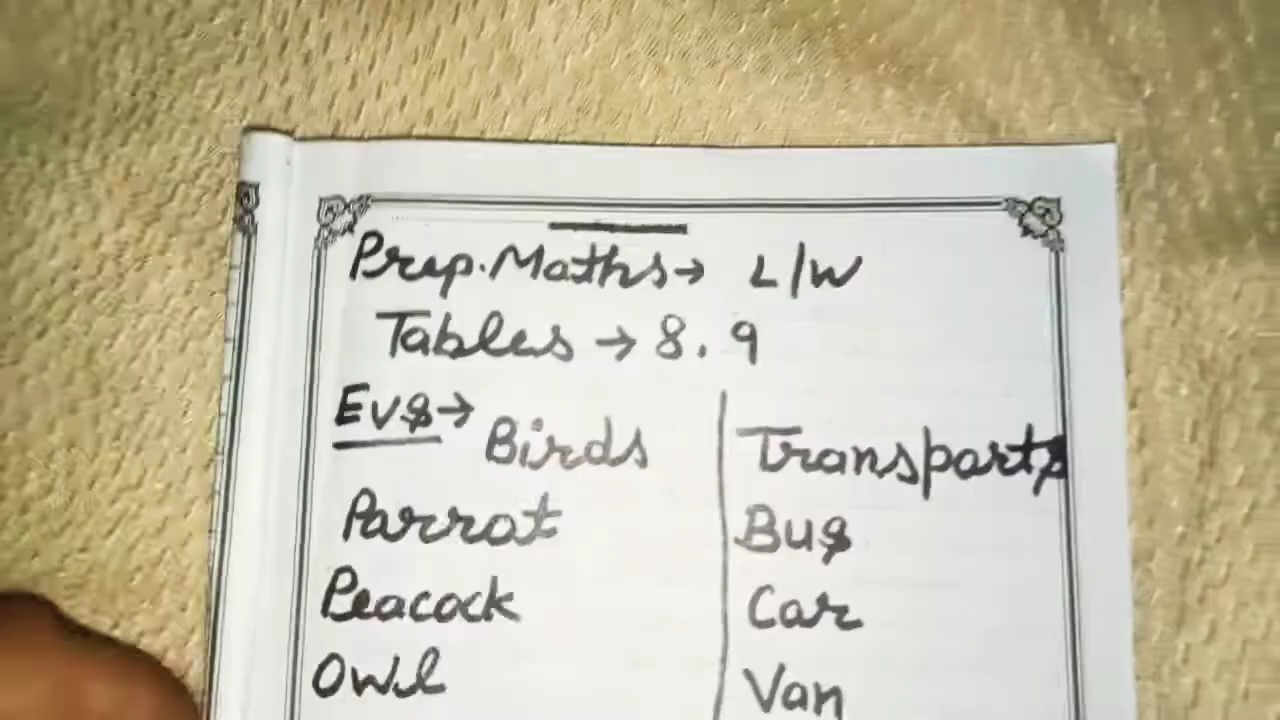 Prep. Maths → L/W
Tables → 8.9
Evs → Birds | Transports
Parrot | Bus
Peacock | Car
Owl | Van